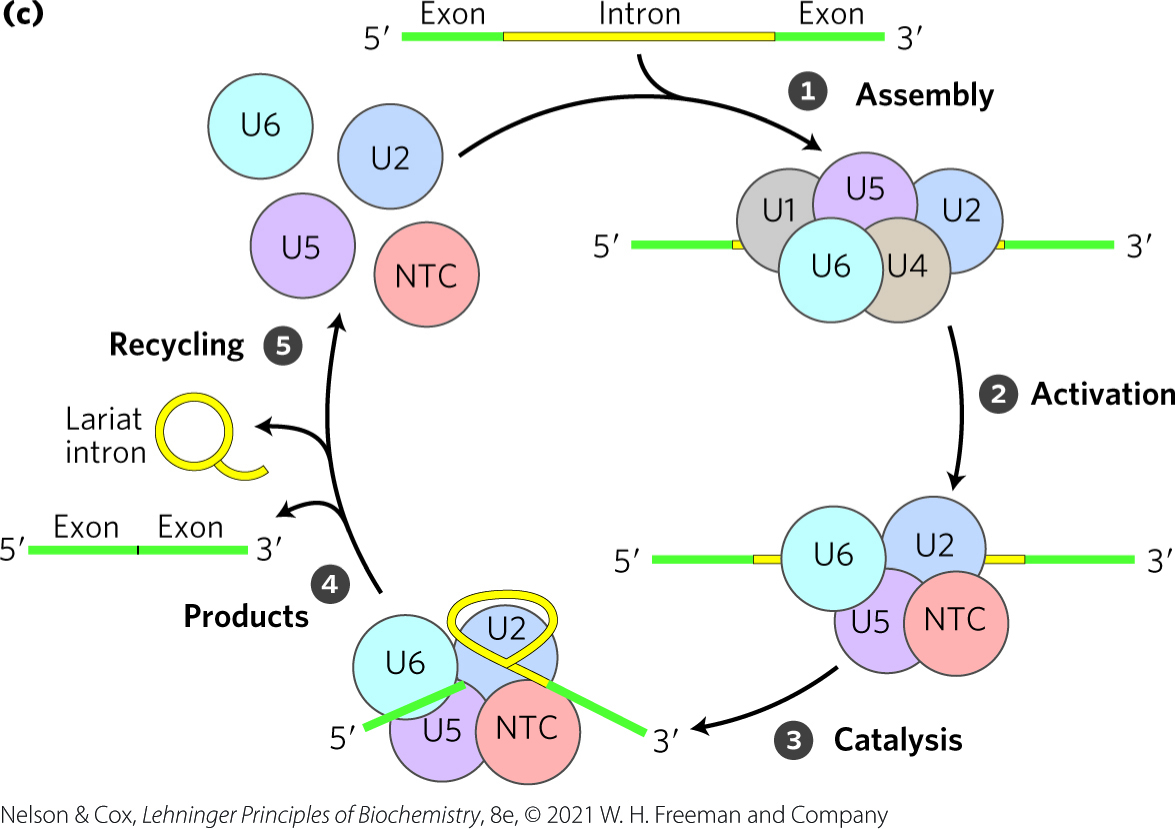 (c)
Exon Intron Exon
5′ 3′
1 Assembly
U6
U2
U5
NTC
U1 U5 U2
U6 U4
5′ 3′
2 Activation
Recycling 5
Lariat
intron
Exon Exon
5′ 3′
4
Products
U6 U2
U5 NTC
5′ 3′
U6 U2
U5 NTC
5′ 3′
3 Catalysis
Nelson & Cox, Lehninger Principles of Biochemistry, 8e, © 2021 W. H. Freeman and Company